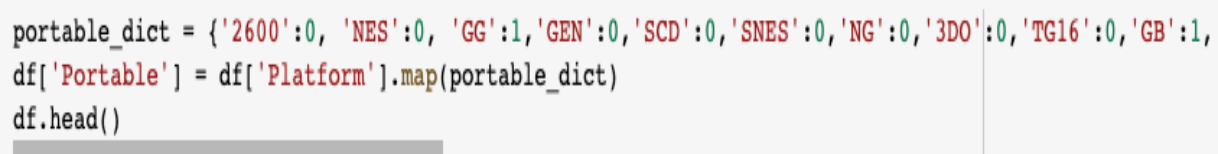 portable_dict = {'2600':0, 'NES':0, 'GG':1,'GEN':0,'SCD':0,'SNES':0,'NG':0,'3DO':0,'TG16':0,'GB':1,
df['Portable'] = df['Platform'].map(portable_dict)
df.head()